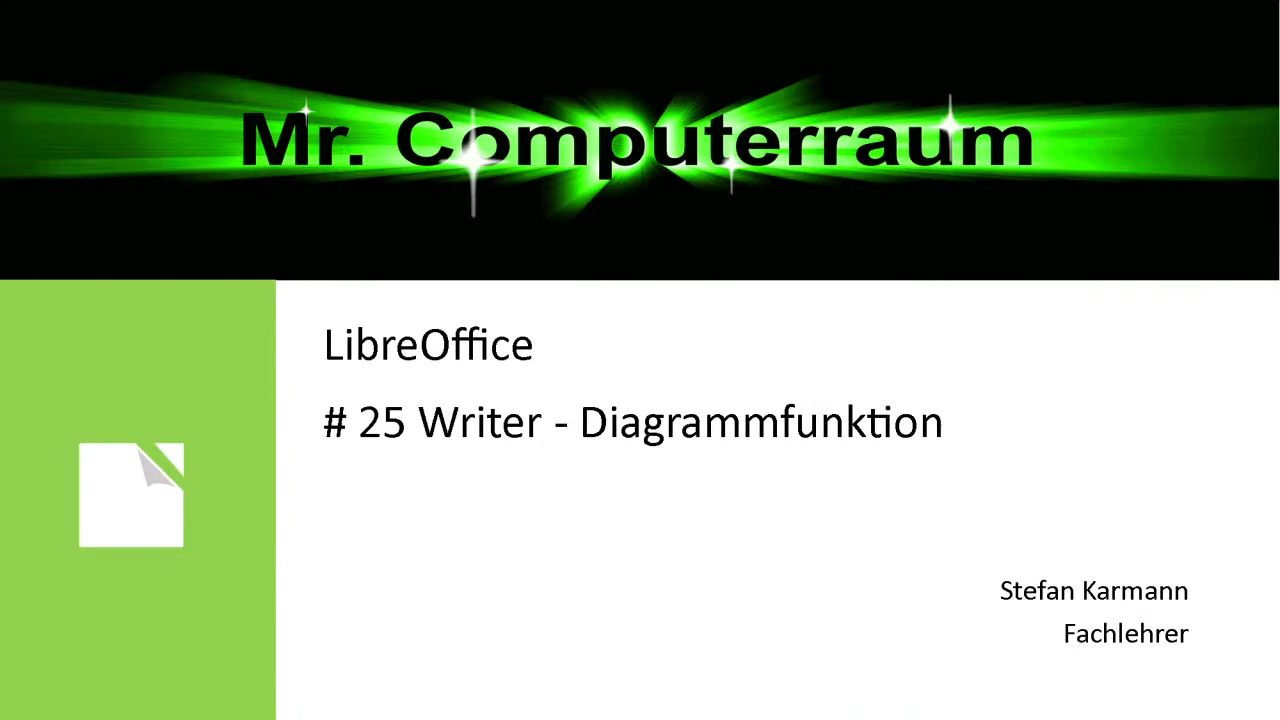 Mr. Computerraum
LibreOffice
# 25 Writer - Diagrammfunktion
Stefan Karmann
Fachlehrer